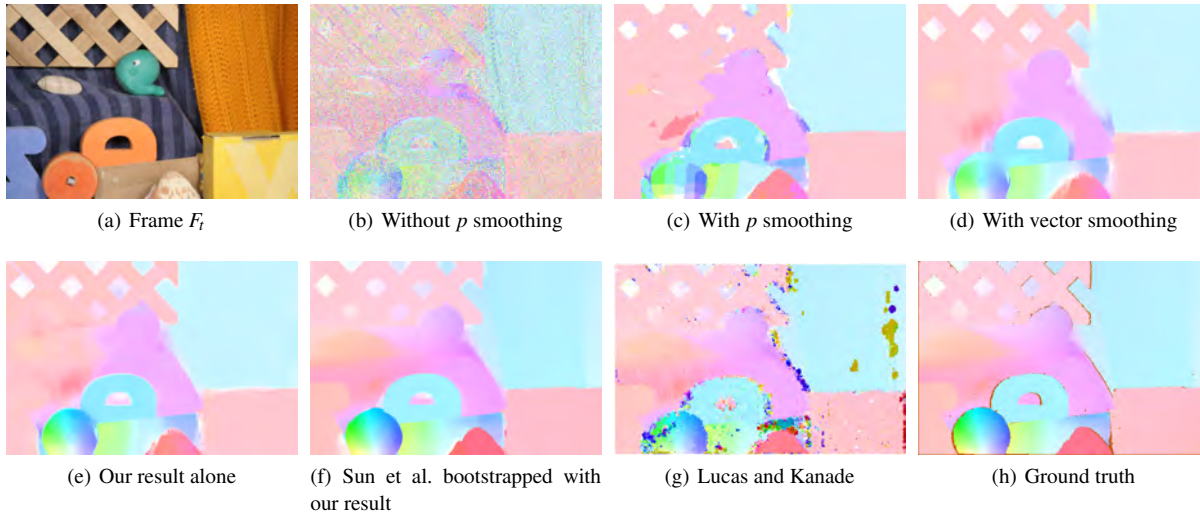 (a) Frame Ft
(b) Without p smoothing
(c) With p smoothing
(d) With vector smoothing
(e) Our result alone
(f) Sun et al. bootstrapped with
our result
(g) Lucas and Kanade
(h) Ground truth